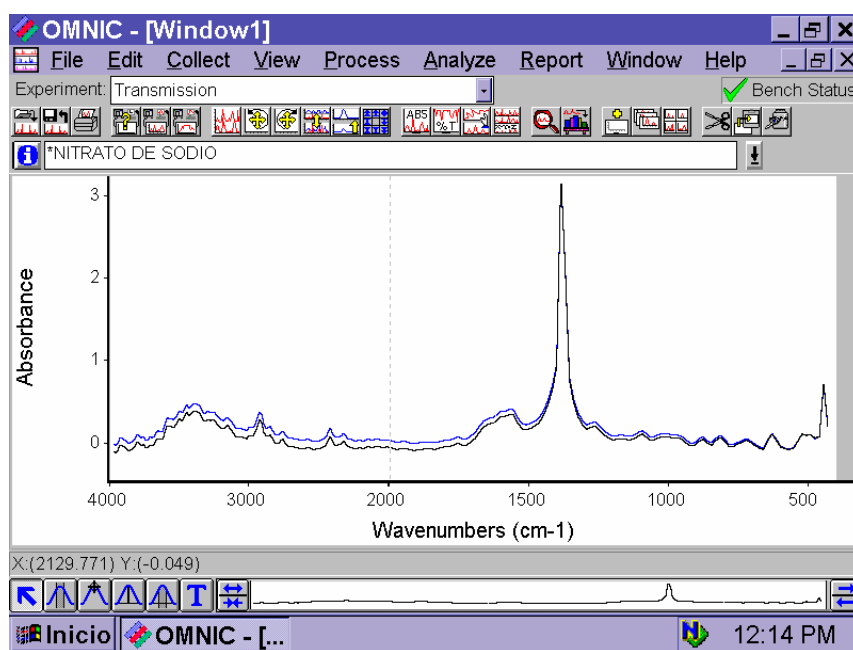 OMNIC - [Window1]
File Edit Collect View Process Analyze Report Window Help
Experiment: Transmission Bench Status
ABS %T
*NITRATO DE SODIO
3
2
1
0
Absorbance
4000 3000 2000 1500 1000 500
Wavenumbers (cm-1)
X:(2129.771) Y:(-0.049)
T
Inicio OMNIC - [... N 12:14 PM